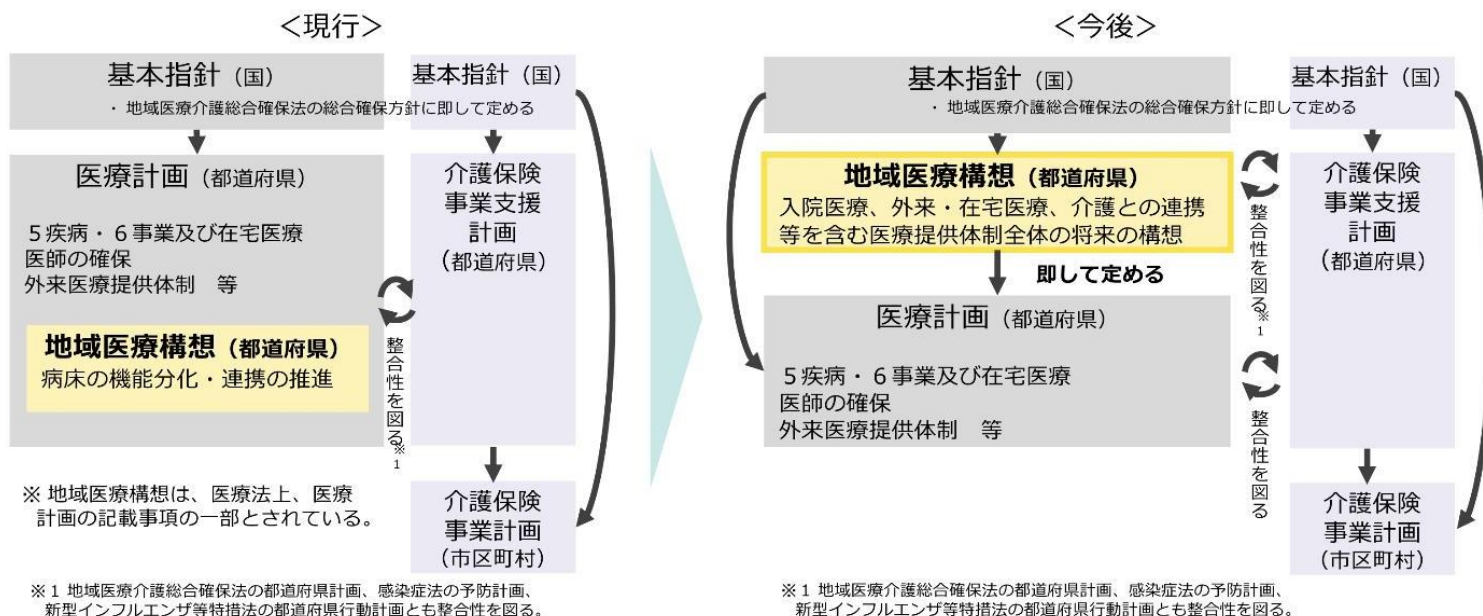 ＜現行＞
基本指針（国）
・ 地域医療介護総合確保法の総合確保方針に即して定める
基本指針（国）
医療計画（都道府県）
５疾病・６事業及び在宅医療
医師の確保
外来医療提供体制　等
地域医療構想（都道府県）
病床の機能分化・連携の推進
整合性を図る※1
介護保険
事業支援
計画
（都道府県）
介護保険
事業計画
（市区町村）
※ 地域医療構想は、医療法上、医療
計画の記載事項の一部とされている。
※１ 地域医療介護総合確保法の都道府県計画、感染症法の予防計画、
新型インフルエンザ等特措法の都道府県行動計画とも整合性を図る。
＜今後＞
基本指針（国）
・ 地域医療介護総合確保法の総合確保方針に即して定める
基本指針（国）
地域医療構想（都道府県）
入院医療、外来・在宅医療、介護との連携
等を含む医療提供体制全体の将来の構想
即して定める
医療計画（都道府県）
５疾病・６事業及び在宅医療
医師の確保
外来医療提供体制　等
整合性を図る※1
整合性を図る
介護保険
事業支援
計画
（都道府県）
介護保険
事業計画
（市区町村）
※１ 地域医療介護総合確保法の都道府県計画、感染症法の予防計画、
新型インフルエンザ等特措法の都道府県行動計画とも整合性を図る。